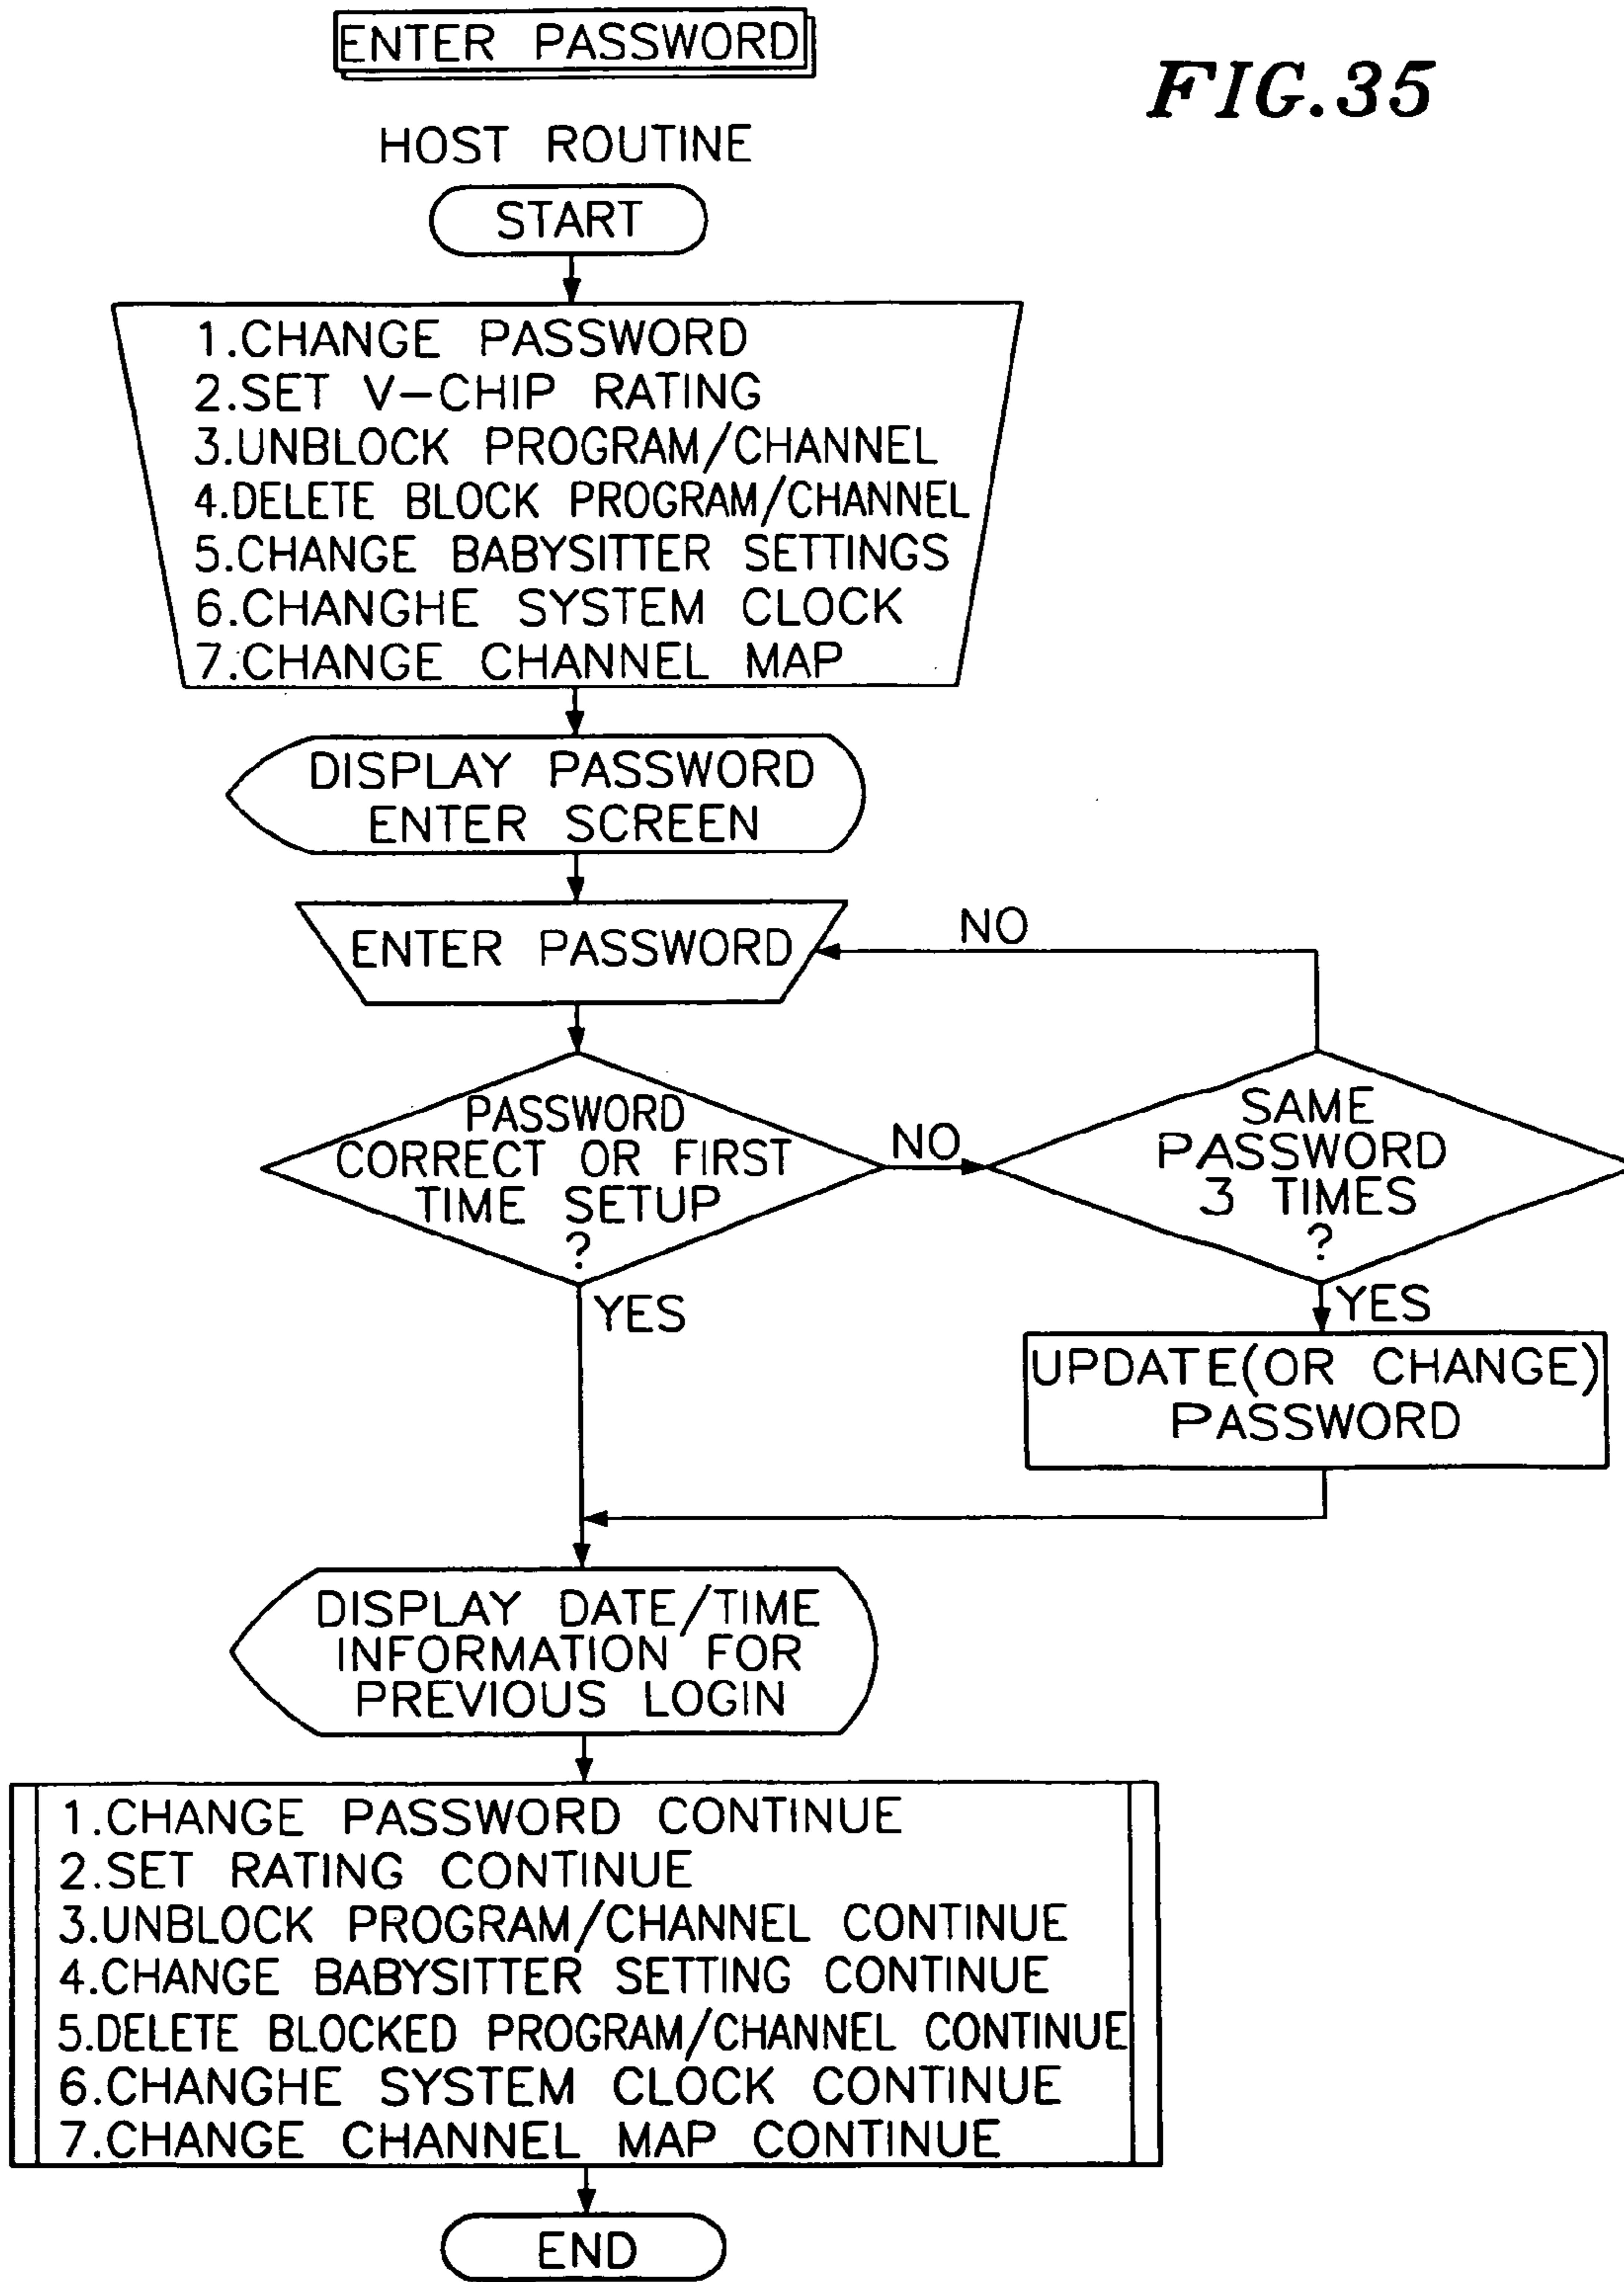 ENTER PASSWORD
FIG.35
HOST ROUTINE
START
1.CHANGE PASSWORD
2.SET V-CHIP RATING
3.UNBLOCK PROGRAM/CHANNEL
4.DELETE BLOCK PROGRAM/CHANNEL
5.CHANGE BABYSITTER SETTINGS
6.CHANGHE SYSTEM CLOCK
7.CHANGE CHANNEL MAP
DISPLAY PASSWORD
ENTER SCREEN
ENTER PASSWORD
NO
PASSWORD
CORRECT OR FIRST
TIME SETUP
?
NO
SAME
PASSWORD
3 TIMES
?
YES
YES
UPDATE(OR CHANGE)
PASSWORD
DISPLAY DATE/TIME
INFORMATION FOR
PREVIOUS LOGIN
1.CHANGE PASSWORD CONTINUE
2.SET RATING CONTINUE
3.UNBLOCK PROGRAM/CHANNEL CONTINUE
4.CHANGE BABYSITTER SETTING CONTINUE
5.DELETE BLOCKED PROGRAM/CHANNEL CONTINUE
6.CHANGHE SYSTEM CLOCK CONTINUE
7.CHANGE CHANNEL MAP CONTINUE
END